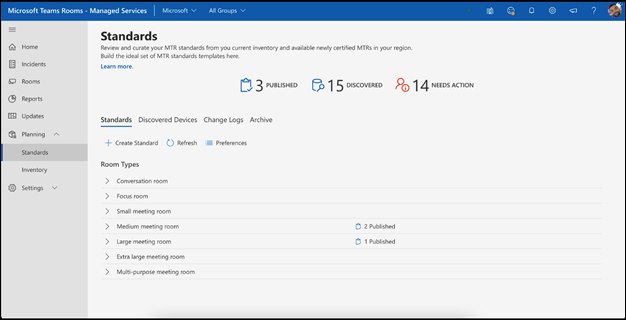 Microsoft Teams Rooms - Managed Services Microsoft All Groups ?
Home
Incidents
Rooms
Reports
Updates
Planning
Standards
Inventory
Settings
Standards
Review and curate your MTR standards from you current inventory and available newly certified MTRs in your region.
Build the ideal set of MTR standards templates here.
Learn more.
3 PUBLISHED 15 DISCOVERED 14 NEEDS ACTION
Standards Discovered Devices Change Logs Archive
Create Standard Refresh Preferences
Room Types
Conversation room
Focus room
Small meeting room
Medium meeting room 2 Published
Large meeting room 1 Published
Extra large meeting room
Multi-purpose meeting room